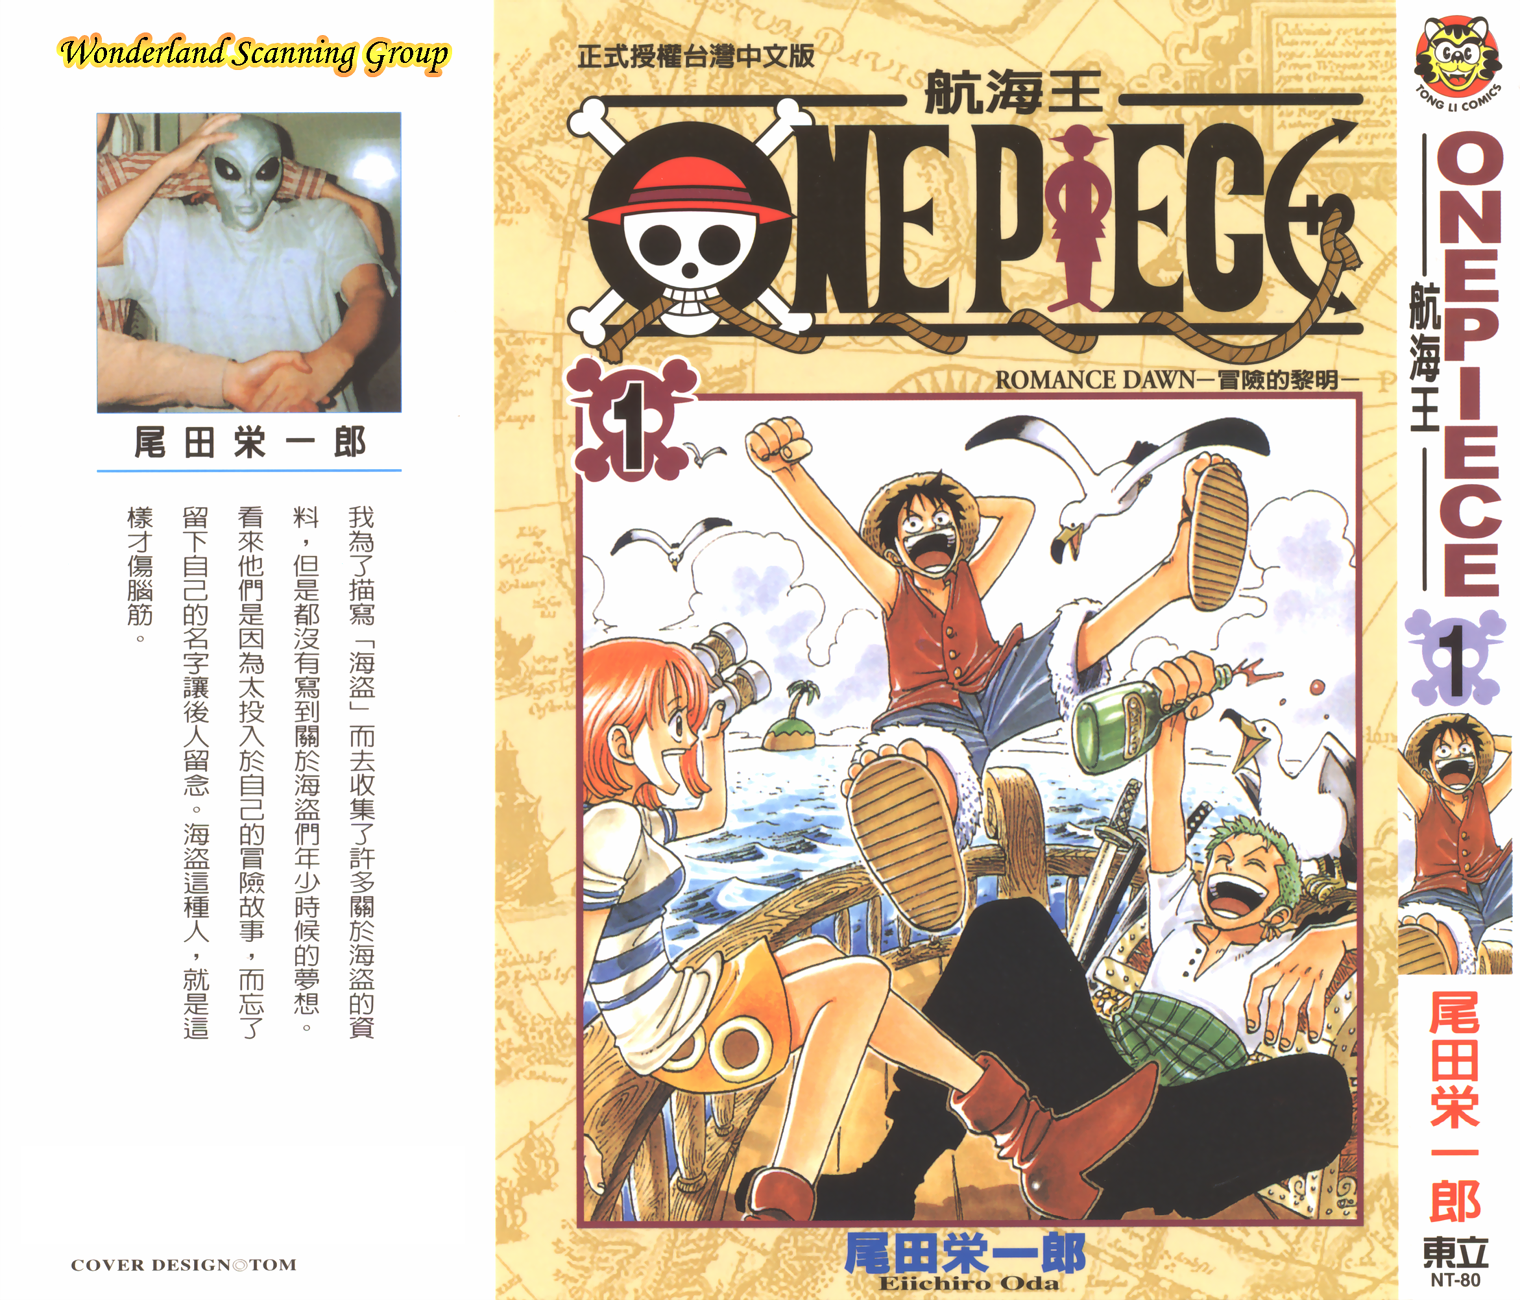 Wonderland Scanning Group
尾田栄一郎
我為了描寫「海盜」而去收集了許多關於海盜的資
料，但是都沒有寫到關於海盜們年少時候的夢想。
看來他們是因為太投入於自己的冒險故事，而忘了
留下自己的名字讓後人留念。海盜這種人，就是這
樣才傷腦筋。
COVER DESIGN◎TOM
正式授權台灣中文版
航海王
ONE PIECE
ROMANCE DAWN—冒險的黎明—
1
尾田栄一郎
Eiichiro Oda
TONG LI COMICS
ONE PIECE
航海王
1
尾田栄一郎
東立
NT-80